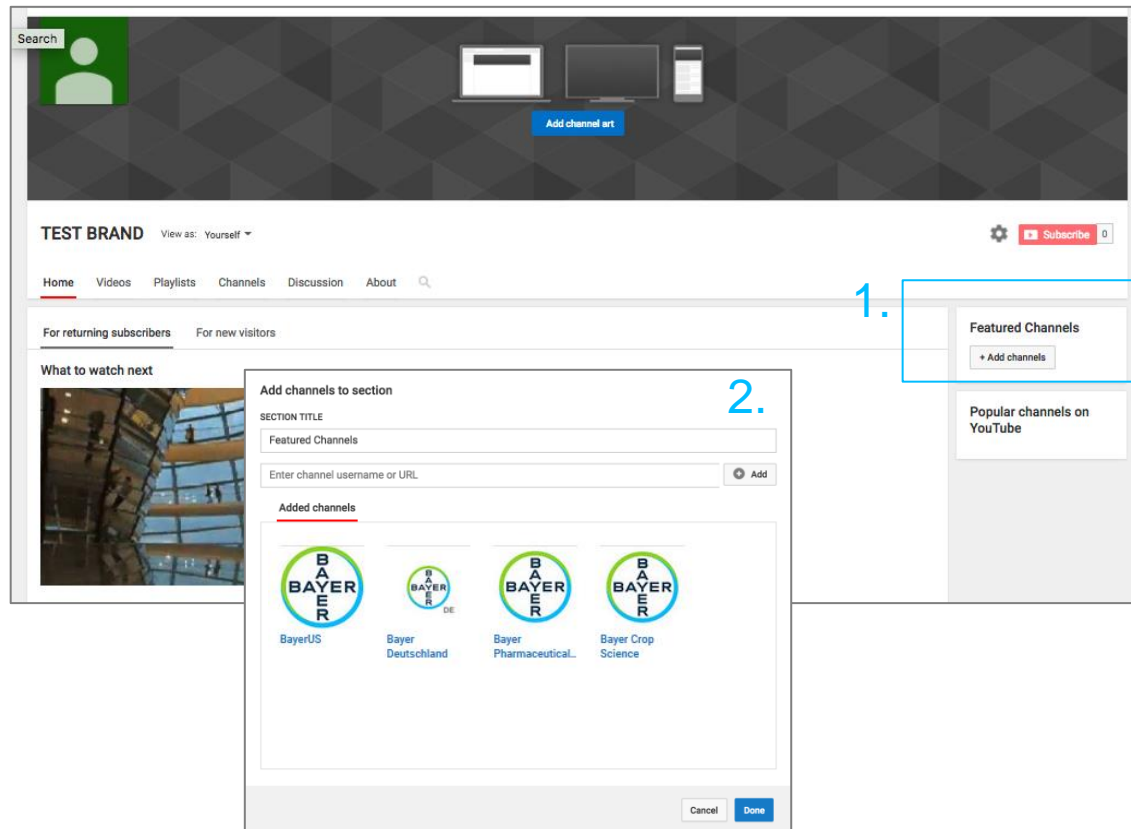 Search
Add channel art
TEST BRAND View as: Yourself
Subscribe 0
Home Videos Playlists Channels Discussion About
1.
For returning subscribers For new visitors
What to watch next
Featured Channels
+ Add channels
Popular channels on
YouTube
2.
Add channels to section
SECTION TITLE
Featured Channels
Enter channel username or URL
Add
Added channels
BAYER
BAYER
BAYER
BAYER
DE
BAYER
BAYER
BAYER
BAYER
BayerUS
Bayer
Deutschland
Bayer
Pharmaceutical...
Bayer Crop
Science
Cancel Done